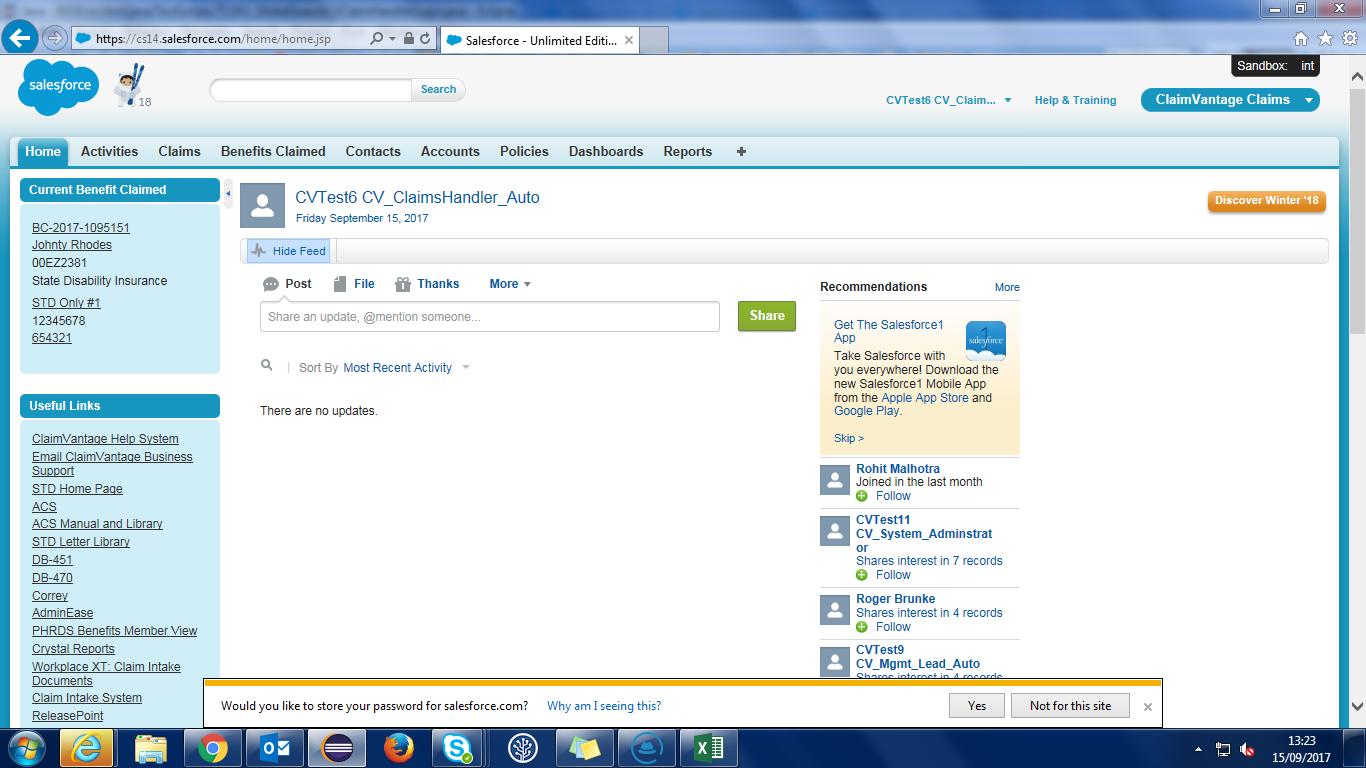 https://cs14.salesforce.com/home/home.jsp
Salesforce - Unlimited Editi...
Sandbox: int
salesforce
18
Search
CVTest6 CV_Claim...
Help & Training
ClaimVantage Claims
Home
Activities
Claims
Benefits Claimed
Contacts
Accounts
Policies
Dashboards
Reports
Current Benefit Claimed
BC-2017-1095151
Johnty Rhodes
00EZ2381
State Disability Insurance
STD Only #1
12345678
654321
Useful Links
ClaimVantage Help System
Email ClaimVantage Business
Support
STD Home Page
ACS
ACS Manual and Library
STD Letter Library
DB-451
DB-470
Correy
AdminEase
PHRDS Benefits Member View
Crystal Reports
Workplace XT: Claim Intake
Documents
Claim Intake System
ReleasePoint
CVTest6 CV_ClaimsHandler_Auto
Friday September 15, 2017
Discover Winter '18
Hide Feed
Post
File
Thanks
More
Share an update, @mention someone...
Share
Sort By Most Recent Activity
There are no updates.
Recommendations
More
Get The Salesforce1
App
salesforce
1
Take Salesforce with
you everywhere! Download the
new Salesforce1 Mobile App
from the Apple App Store and
Google Play.
Skip >
Rohit Malhotra
Joined in the last month
Follow
CVTest11
CV_System_Adminstrat
or
Shares interest in 7 records
Follow
Roger Brunke
Shares interest in 4 records
Follow
CVTest9
CV_Mgmt_Lead_Auto
Shares interest in 4 records
Would you like to store your password for salesforce.com?
Why am I seeing this?
Yes
Not for this site
13:23
15/09/2017